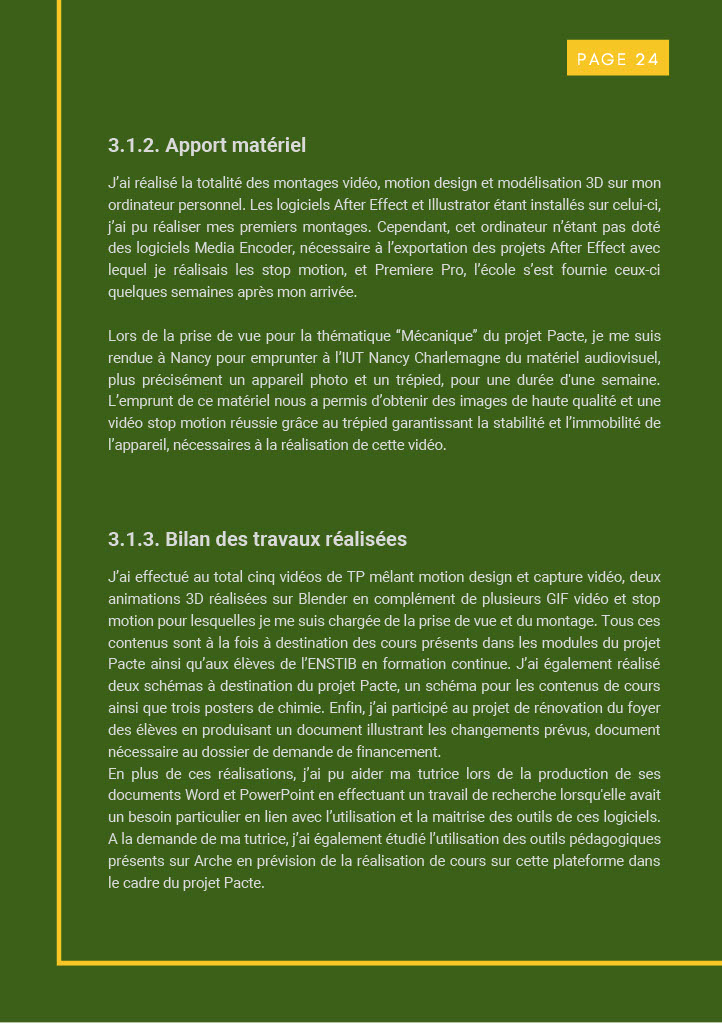 PAGE 24
3.1.2. Apport matériel
J’ai réalisé la totalité des montages vidéo, motion design et modélisation 3D sur mon
ordinateur personnel. Les logiciels After Effect et Illustrator étant installés sur celui-ci,
j’ai pu réaliser mes premiers montages. Cependant, cet ordinateur n’étant pas doté
des logiciels Media Encoder, nécessaire à l’exportation des projets After Effect avec
lequel je réalisais les stop motion, et Premiere Pro, l’école s’est fournie ceux-ci
quelques semaines après mon arrivée.
Lors de la prise de vue pour la thématique “Mécanique” du projet Pacte, je me suis
rendue à Nancy pour emprunter à l’IUT Nancy Charlemagne du matériel audiovisuel,
plus précisément un appareil photo et un trépied, pour une durée d'une semaine.
L’emprunt de ce matériel nous a permis d’obtenir des images de haute qualité et une
vidéo stop motion réussie grâce au trépied garantissant la stabilité et l’immobilité de
l’appareil, nécessaires à la réalisation de cette vidéo.
3.1.3. Bilan des travaux réalisées
J’ai effectué au total cinq vidéos de TP mêlant motion design et capture vidéo, deux
animations 3D réalisées sur Blender en complément de plusieurs GIF vidéo et stop
motion pour lesquelles je me suis chargée de la prise de vue et du montage. Tous ces
contenus sont à la fois à destination des cours présents dans les modules du projet
Pacte ainsi qu’aux élèves de l’ENSTIB en formation continue. J’ai également réalisé
deux schémas à destination du projet Pacte, un schéma pour les contenus de cours
ainsi que trois posters de chimie. Enfin, j’ai participé au projet de rénovation du foyer
des élèves en produisant un document illustrant les changements prévus, document
nécessaire au dossier de demande de financement.
En plus de ces réalisations, j’ai pu aider ma tutrice lors de la production de ses
documents Word et PowerPoint en effectuant un travail de recherche lorsqu'elle avait
un besoin particulier en lien avec l’utilisation et la maitrise des outils de ces logiciels.
A la demande de ma tutrice, j’ai également étudié l’utilisation des outils pédagogiques
présents sur Arche en prévision de la réalisation de cours sur cette plateforme dans
le cadre du projet Pacte.